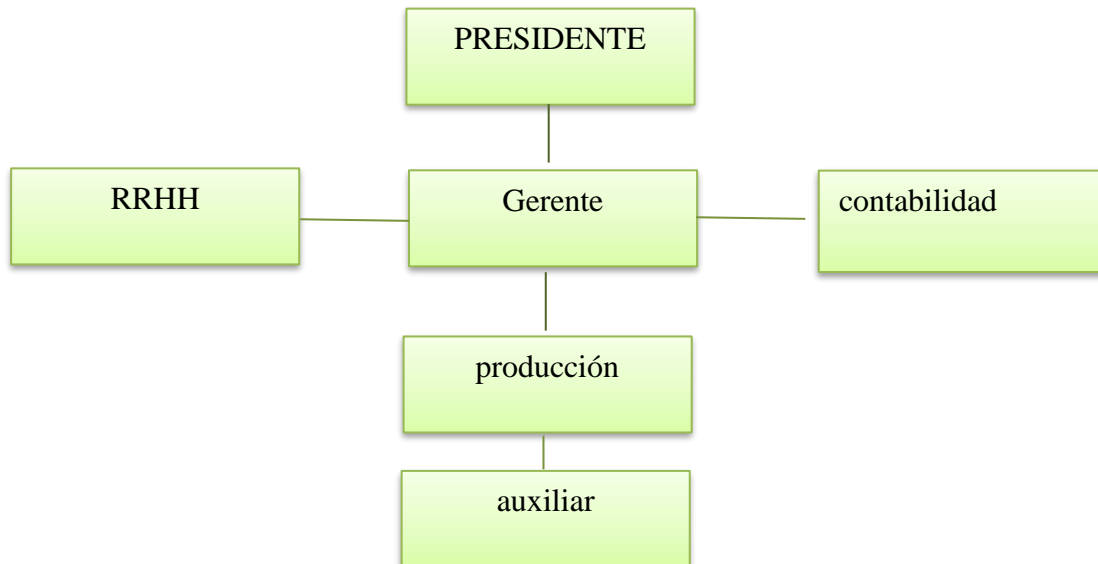 PRESIDENTE
RRHH
Gerente
contabilidad
producción
auxiliar